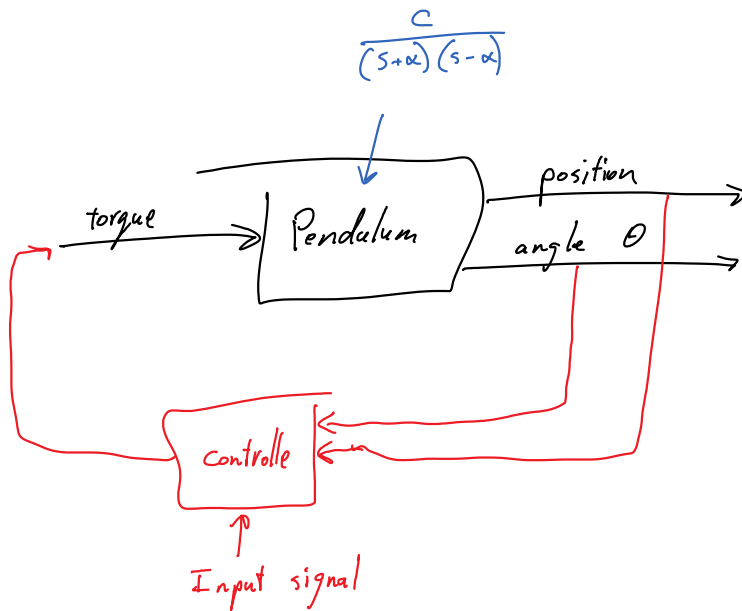 C
(s+α)(s-α)
position
torque
Pendulum
angle θ
controlle
Input signal